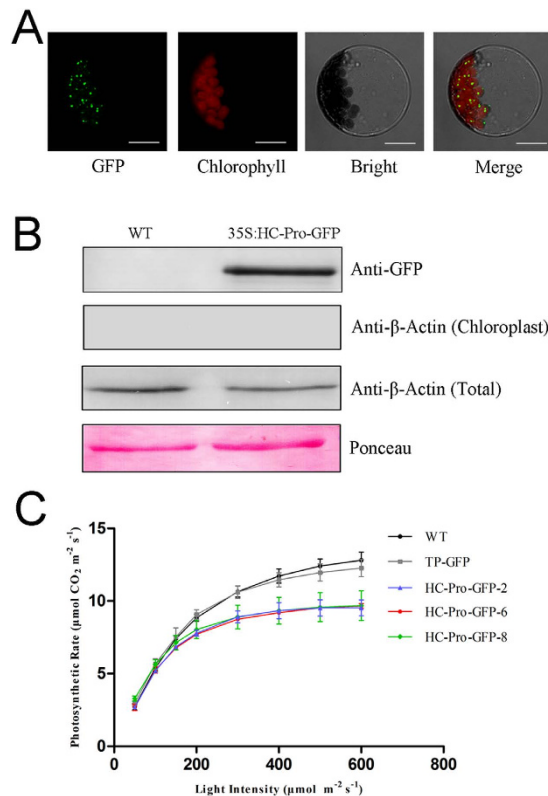 A
GFP
Chlorophyll
Bright
Merge
B
WT
35S:HC-Pro-GFP
Anti-GFP
Anti-β-Actin (Chloroplast)
Anti-β-Actin (Total)
Ponceau
C
Photosynthetic Rate (μmol CO₂ m⁻² s⁻¹)
15
10
5
0
0
200
400
600
800
Light Intensity (μmol m⁻² s⁻¹)
WT
TP-GFP
HC-Pro-GFP-2
HC-Pro-GFP-6
HC-Pro-GFP-8